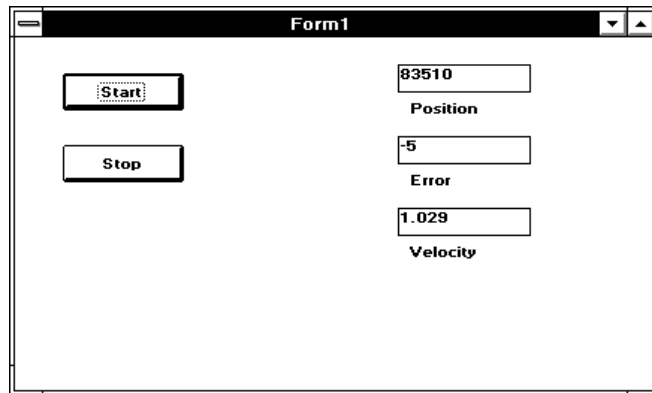 Form1
Start
Stop
83510
Position
-5
Error
1.029
Velocity